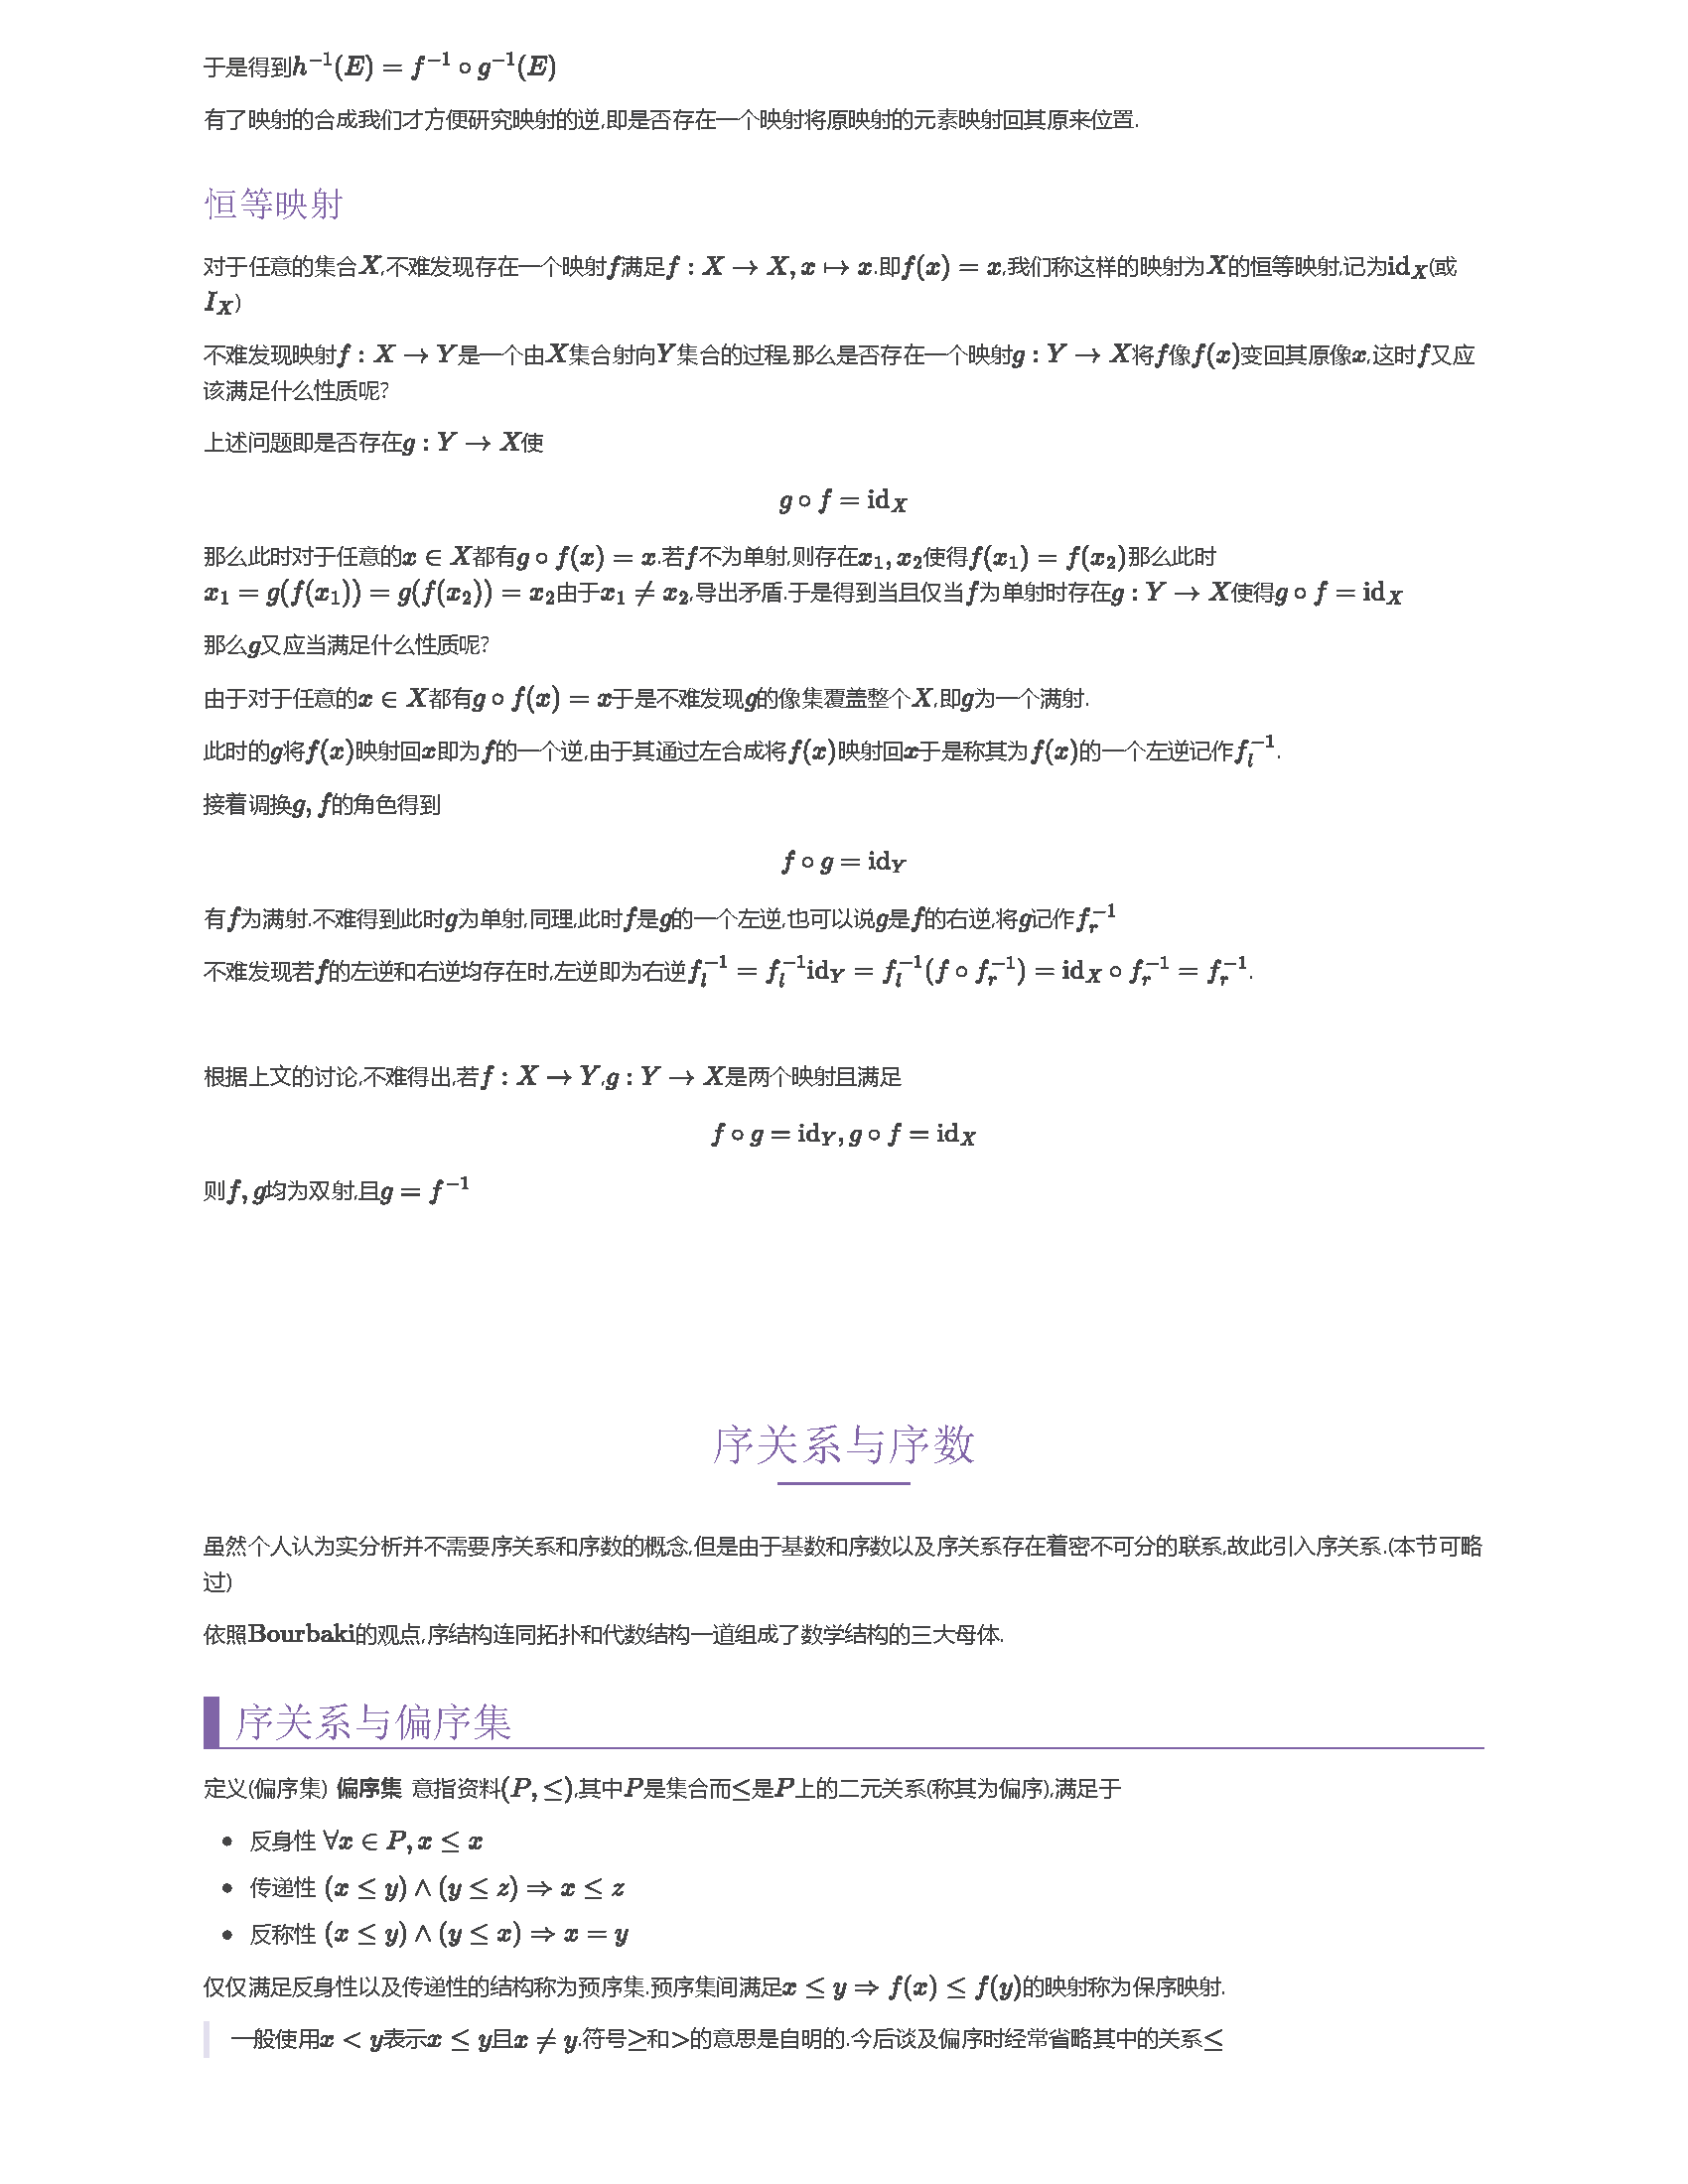 于是得到$h^{-1}(E) = f^{-1} \circ g^{-1}(E)$
有了映射的合成我们才方便研究映射的逆,即是否存在一个映射将原映射的元素映射回其原来位置.
恒等映射
对于任意的集合$X$,不难发现存在一个映射$f$满足$f : X \to X, x \mapsto x$.即$f(x) = x$,我们称这样的映射为$X$的恒等映射,记为$\mathrm{id}_X$(或
$I_X$)
不难发现映射$f : X \to Y$是一个由$X$集合射向$Y$集合的过程,那么是否存在一个映射$g : Y \to X$将$f$像$f(x)$变回其原像$x$,这时$f$又应
该满足什么性质呢?
上述问题即是否存在$g : Y \to X$使
$g \circ f = \mathrm{id}_X$
那么此时对于任意的$x \in X$都有$g \circ f(x) = x$.若$f$不为单射,则存在$x_1, x_2$使得$f(x_1) = f(x_2)$那么此时
$x_1 = g(f(x_1)) = g(f(x_2)) = x_2$由于$x_1 \neq x_2$,导出矛盾.于是得到当且仅当$f$为单射时存在$g : Y \to X$使得$g \circ f = \mathrm{id}_X$
那么$g$又应当满足什么性质呢?
由于对于任意的$x \in X$都有$g \circ f(x) = x$于是不难发现$g$的像集覆盖整个$X$,即$g$为一个满射.
此时的$g$将$f(x)$映射回$x$即为$f$的一个逆,由于其通过左合成将$f(x)$映射回$x$于是称其为$f(x)$的一个左逆记作$f_l^{-1}$.
接着调换$g, f$的角色得到
$f \circ g = \mathrm{id}_Y$
有$f$为满射.不难得到此时$g$为单射,同理,此时$f$是$g$的一个左逆,也可以说$g$是$f$的右逆,将$g$记作$f_r^{-1}$
不难发现若$f$的左逆和右逆均存在时,左逆即为右逆$f_l^{-1} = f_l^{-1}\mathrm{id}_Y = f_l^{-1}(f \circ f_r^{-1}) = \mathrm{id}_X \circ f_r^{-1} = f_r^{-1}$.
根据上文的讨论,不难得出,若$f : X \to Y$,$g : Y \to X$是两个映射且满足
$f \circ g = \mathrm{id}_Y, g \circ f = \mathrm{id}_X$
则$f, g$均为双射,且$g = f^{-1}$
序关系与序数
虽然个人认为实分析并不需要序关系和序数的概念,但是由于基数和序数以及序关系存在着密不可分的联系,故此引入序关系.(本节可略
过)
依照Bourbaki的观点,序结构连同拓扑和代数结构一道组成了数学结构的三大母体.
序关系与偏序集
定义(偏序集) 偏序集 意指资料$(P, \leq)$,其中$P$是集合而$\leq$是$P$上的二元关系(称其为偏序),满足于
• 反身性 $\forall x \in P, x \leq x$
• 传递性 $(x \leq y) \wedge (y \leq z) \Rightarrow x \leq z$
• 反称性 $(x \leq y) \wedge (y \leq x) \Rightarrow x = y$
仅仅满足反身性以及传递性的结构称为预序集.预序集间满足$x \leq y \Rightarrow f(x) \leq f(y)$的映射称为保序映射.
一般使用$x < y$表示$x \leq y$且$x \neq y$.符号$\geq$和$>$的意思是自明的.今后谈及偏序时经常省略其中的关系$\leq$